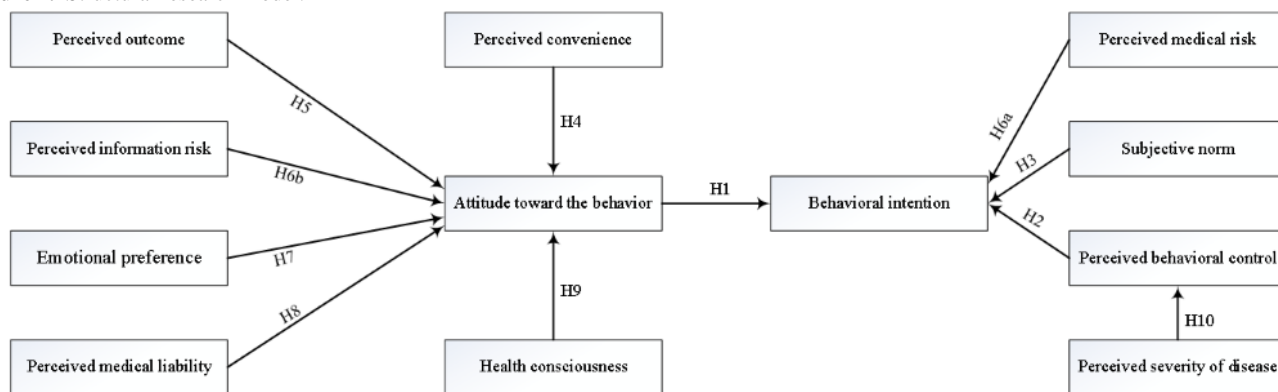 Perceived outcome
Perceived convenience
Perceived medical risk
H5
H4
H6a
Perceived information risk
Subjective norm
H6b
H3
Attitude toward the behavior
H1
Behavioral intention
H2
Emotional preference
H7
Perceived behavioral control
H8
H9
H10
Perceived medical liability
Health consciousness
Perceived severity of disease